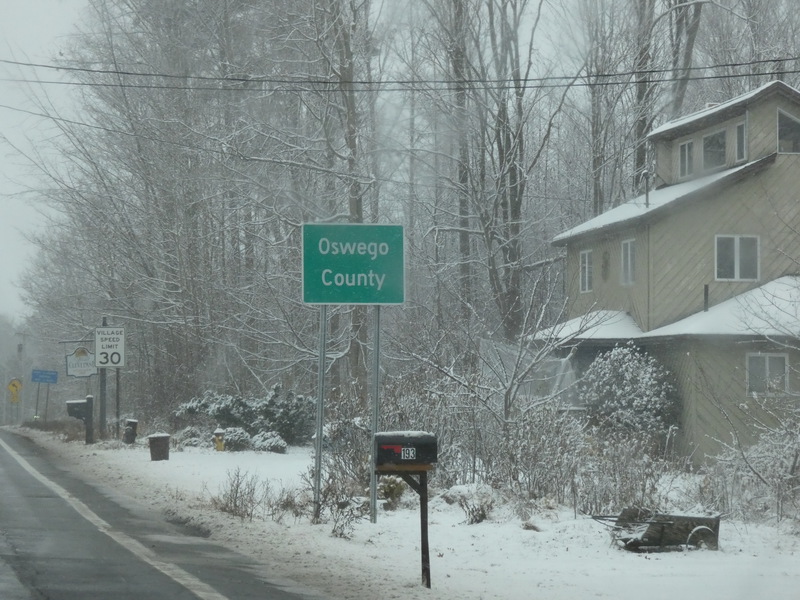 Oswego
County
VILLAGE
SPEED
LIMIT
30
193